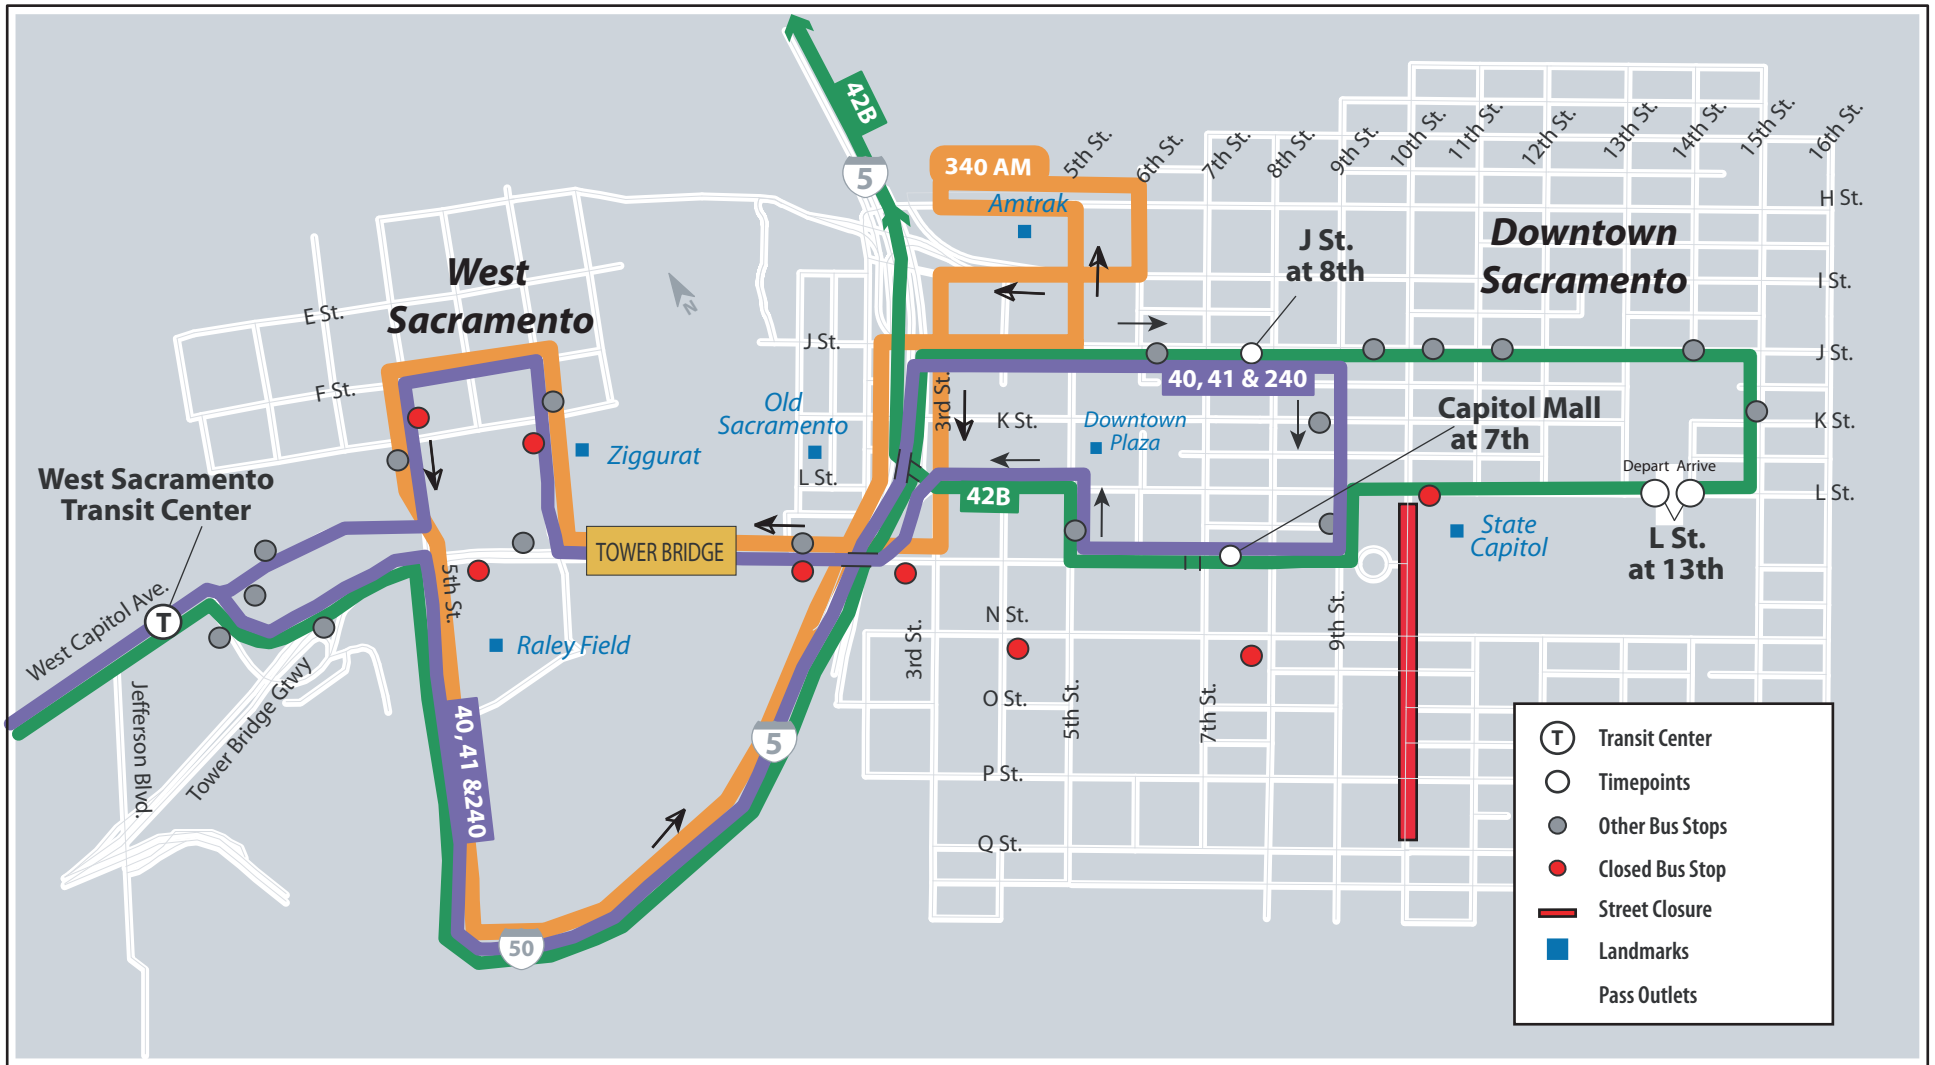 42B
5
340 AM
Amtrak
5th St.
6th St.
7th St.
8th St.
9th St.
10th St.
11th St.
12th St.
13th St.
14th St.
15th St.
16th St.
H St.
I St.
J St.
K St.
L St.
Downtown
Sacramento
J St.
at 8th
West
Sacramento
N
E St.
F St.
J St.
Old
Sacramento
L St.
3rd St.
K St.
Downtown
Plaza
40, 41 & 240
Capitol Mall
at 7th
Ziggurat
West Sacramento
Transit Center
42B
Depart Arrive
L St.
at 13th
State
Capitol
TOWER BRIDGE
5th St.
West Capitol Ave.
T
Raley Field
Jefferson Blvd.
Tower Bridge Gtwy
40, 41 &240
5
50
3rd St.
N St.
O St.
P St.
Q St.
5th St.
7th St.
9th St.
T
Transit Center
Timepoints
Other Bus Stops
Closed Bus Stop
Street Closure
Landmarks
Pass Outlets